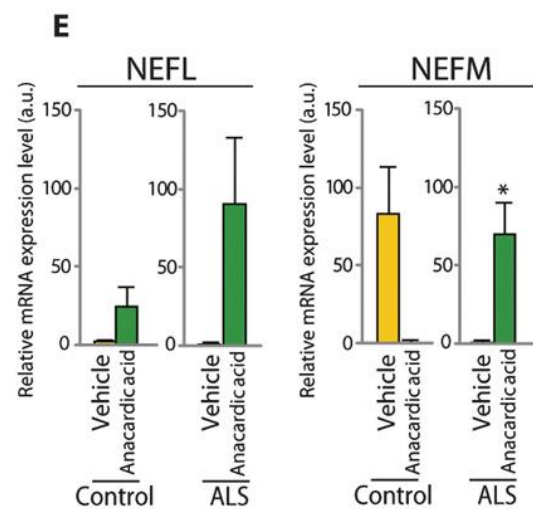 E
NEFL
NEFM
Relative mRNA expression level (a.u.)
150
100
50
0
150
100
50
0
Relative mRNA expression level (a.u.)
150
100
50
0
150
100
50
0
*
Vehicle
Anacardic acid
Vehicle
Anacardic acid
Vehicle
Anacardic acid
Vehicle
Anacardic acid
Control
ALS
Control
ALS